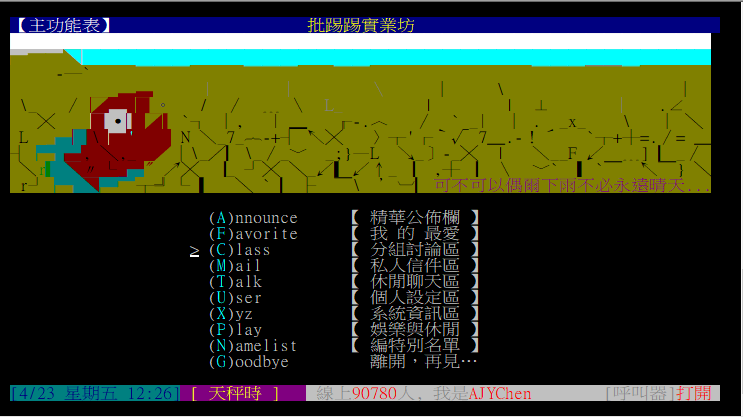 【主功能表】 批踢踢實業坊
可不可以偶爾下雨不必永遠晴天...
(A)nnounce 【 精華公佈欄 】
(F)avorite 【 我 的 最愛 】
≥ (C)lass 【 分組討論區 】
(M)ail 【 私人信件區 】
(T)alk 【 休閒聊天區 】
(U)ser 【 個人設定區 】
(X)yz 【 系統資訊區 】
(P)lay 【 娛樂與休閒 】
(N)amelist 【 編特別名單 】
(G)oodbye 離開，再見…
[4/23 星期五 12:26] [ 天秤時 ] 線上90780人, 我是AJYChen [呼叫器]打開